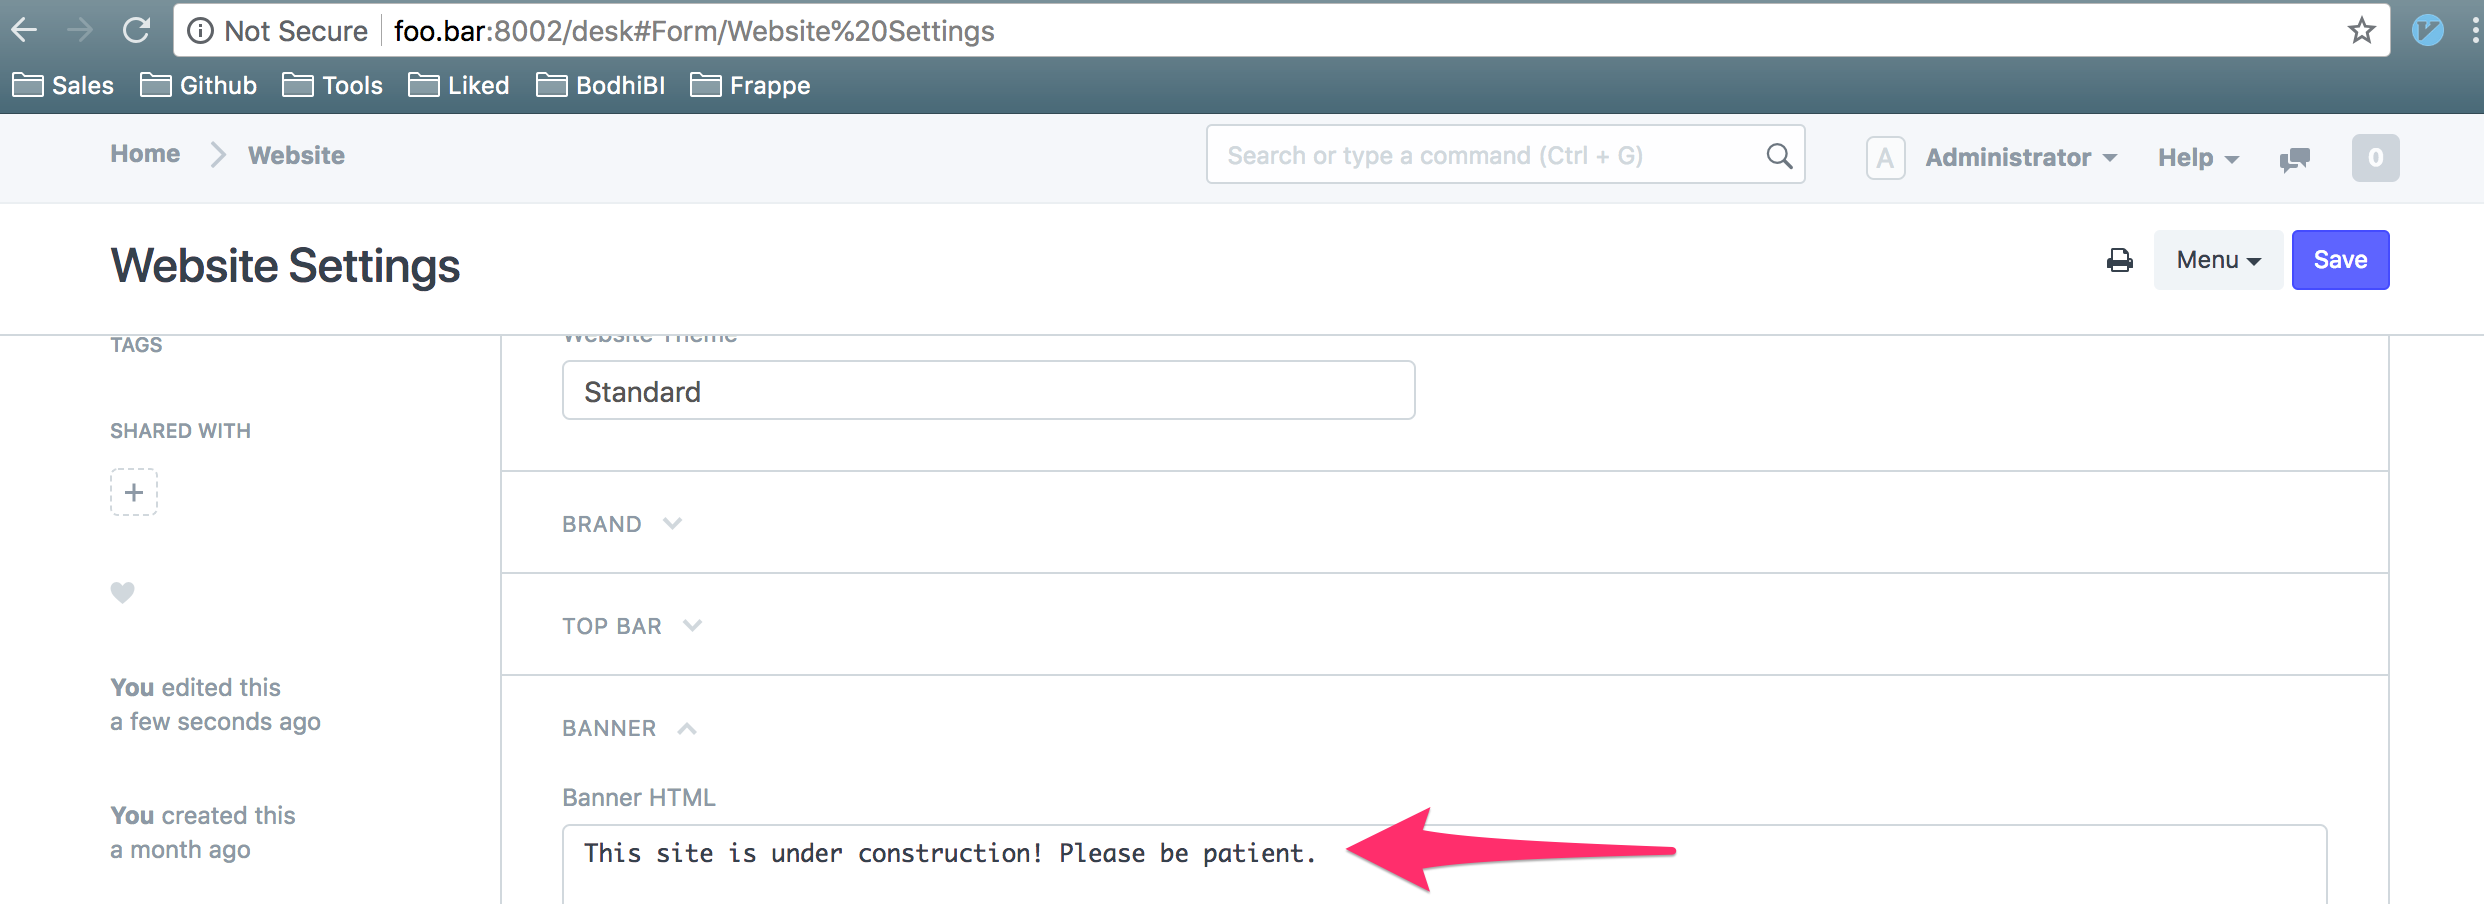 Not Secure foo.bar:8002/desk#Form/Website%20Settings
Sales Github Tools Liked BodhiBI Frappe
Home Website Search or type a command (Ctrl + G) A Administrator Help 0
Website Settings Menu Save
TAGS
Website Theme
Standard
SHARED WITH
+
BRAND
TOP BAR
You edited this
a few seconds ago
BANNER
Banner HTML
You created this
a month ago
This site is under construction! Please be patient.